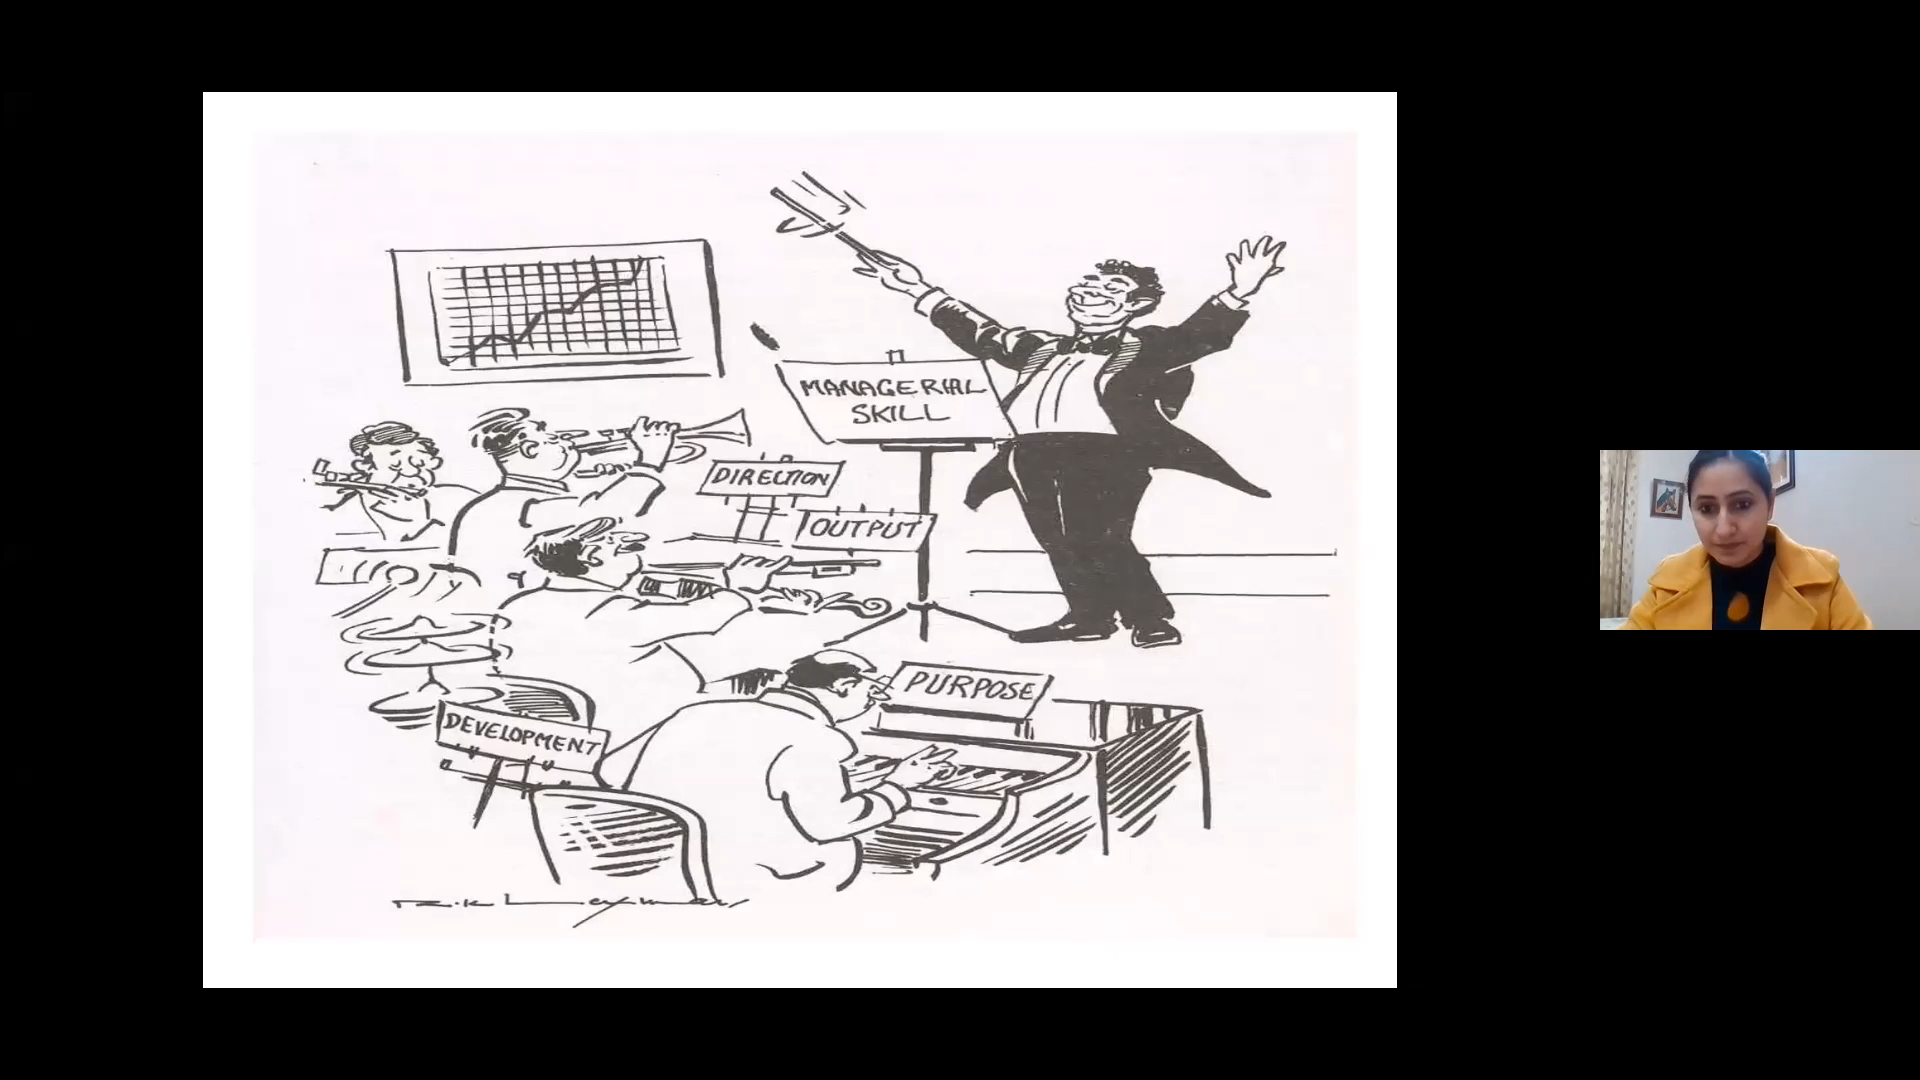 MANAGERIAL
SKILL
DIRECTION
OUTPUT
PURPOSE
DEVELOPMENT